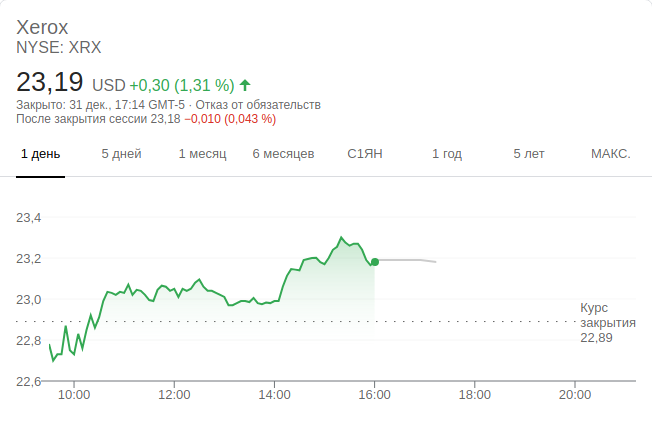 Xerox
NYSE: XRX
23,19 USD +0,30 (1,31 %)
Закрыто: 31 дек., 17:14 GMT-5 · Отказ от обязательств
После закрытия сессии 23,18 −0,010 (0,043 %)
1 день 5 дней 1 месяц 6 месяцев С1ЯН 1 год 5 лет МАКС.
23,4
23,2
23,0
22,8
22,6
Курс
закрытия
22,89
10:00 12:00 14:00 16:00 18:00 20:00